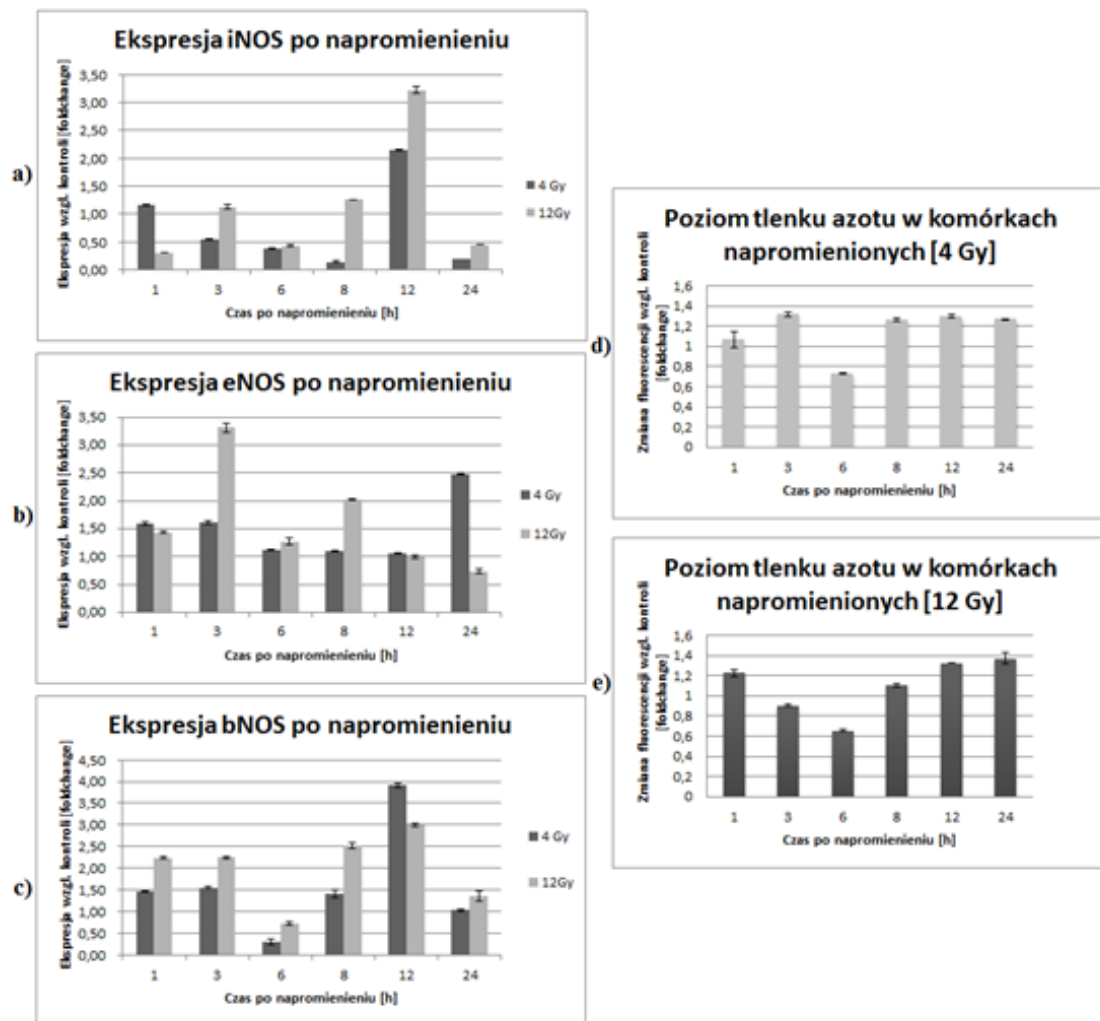 a)
Ekspresja iNOS po napromienieniu
Ekspresja wzgl. kontroli [foldchange]
3,50
3,00
2,50
2,00
1,50
1,00
0,50
0,00
1 3 6 8 12 24
Czas po napromienieniu [h]
4 Gy
12Gy
b)
Ekspresja eNOS po napromienieniu
Ekspresja wzgl. kontroli [foldchange]
3,50
3,00
2,50
2,00
1,50
1,00
0,50
0,00
1 3 6 8 12 24
Czas po napromienieniu [h]
4 Gy
12Gy
c)
Ekspresja bNOS po napromienieniu
Ekspresja wzgl. kontroli [foldchange]
4,50
4,00
3,50
3,00
2,50
2,00
1,50
1,00
0,50
0,00
1 3 6 8 12 24
Czas po napromienieniu [h]
4 Gy
12Gy
d)
Poziom tlenku azotu w komórkach
napromienionych [4 Gy]
Zmiana fluorescencji wzgl. kontroli
[foldchange]
1,6
1,4
1,2
1
0,8
0,6
0,4
0,2
0
1 3 6 8 12 24
Czas po napromienieniu [h]
e)
Poziom tlenku azotu w komórkach
napromienionych [12 Gy]
Zmiana fluorescencji wzgl. kontroli
[foldchange]
1,6
1,4
1,2
1
0,8
0,6
0,4
0,2
0
1 3 6 8 12 24
Czas po napromienieniu [h]